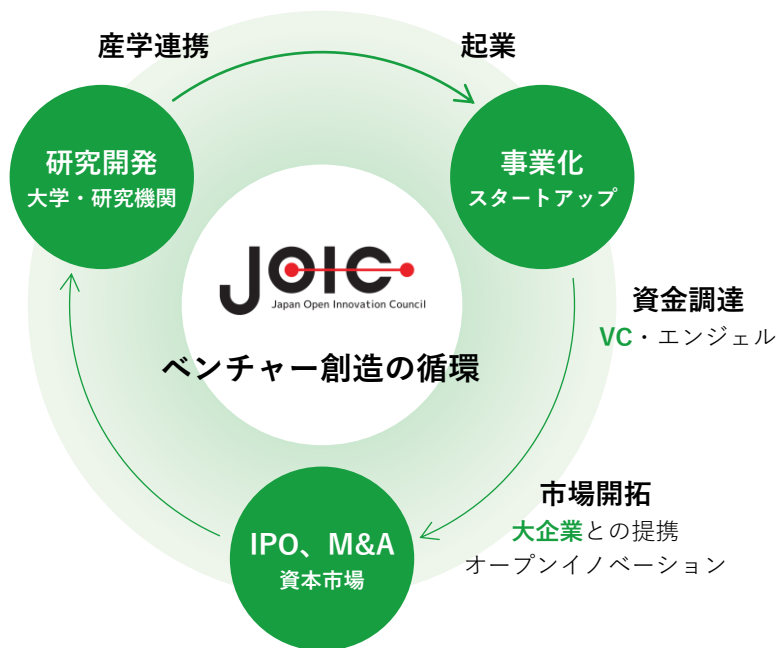 産学連携
起業
研究開発
大学・研究機関
事業化
スタートアップ
JOIC
Japan Open Innovation Council
ベンチャー創造の循環
資金調達
VC・エンジェル
市場開拓
大企業との提携
オープンイノベーション
IPO、M&A
資本市場